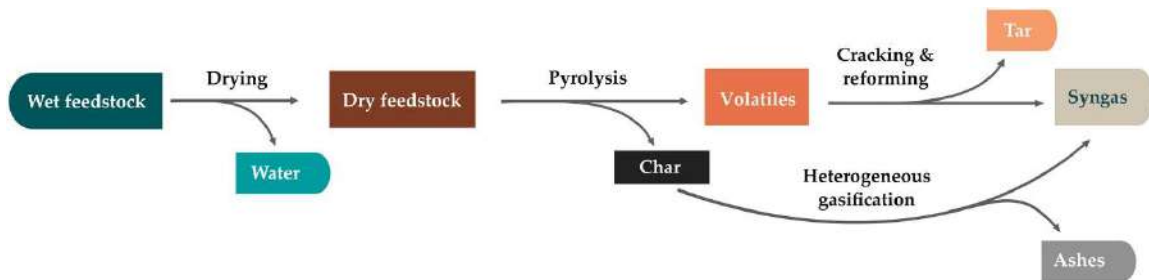 Tar
Cracking &
reforming
Drying
Pyrolysis
Wet feedstock
Dry feedstock
Volatiles
Syngas
Water
Char
Heterogeneous
gasification
Ashes